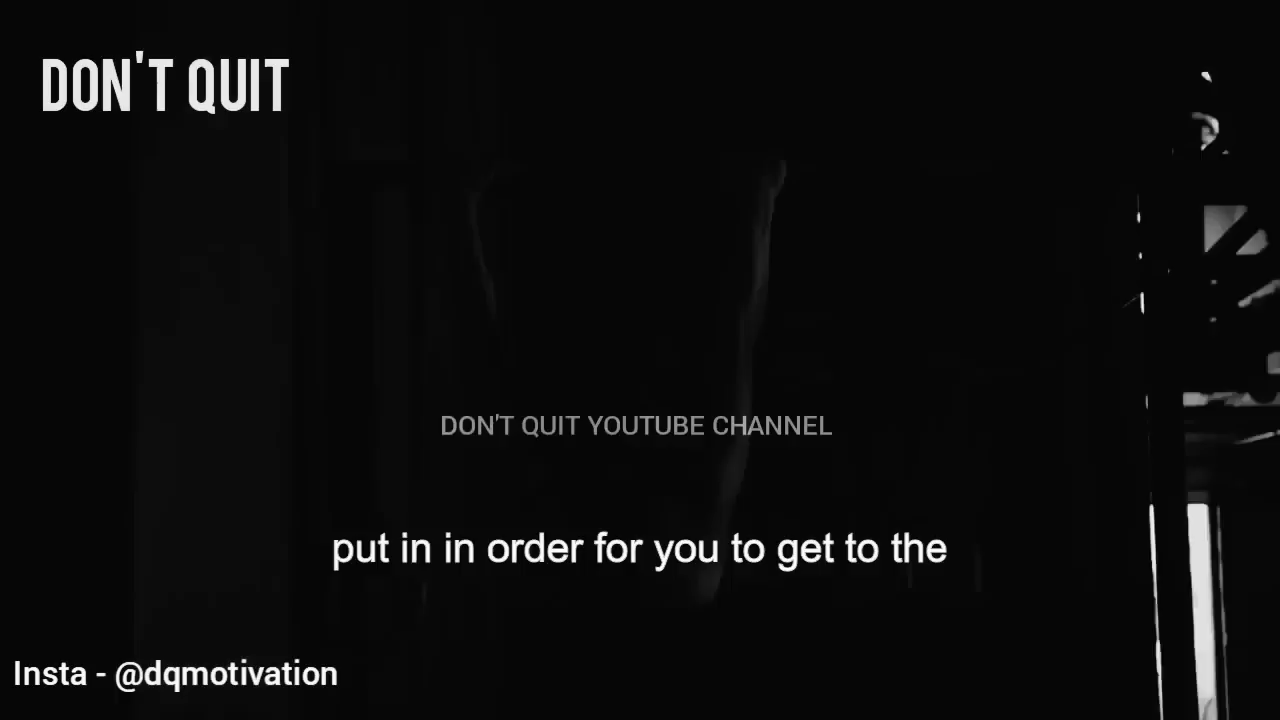 DON'T QUIT
DON'T QUIT YOUTUBE CHANNEL
put in in order for you to get to the
Insta - @dqmotivation